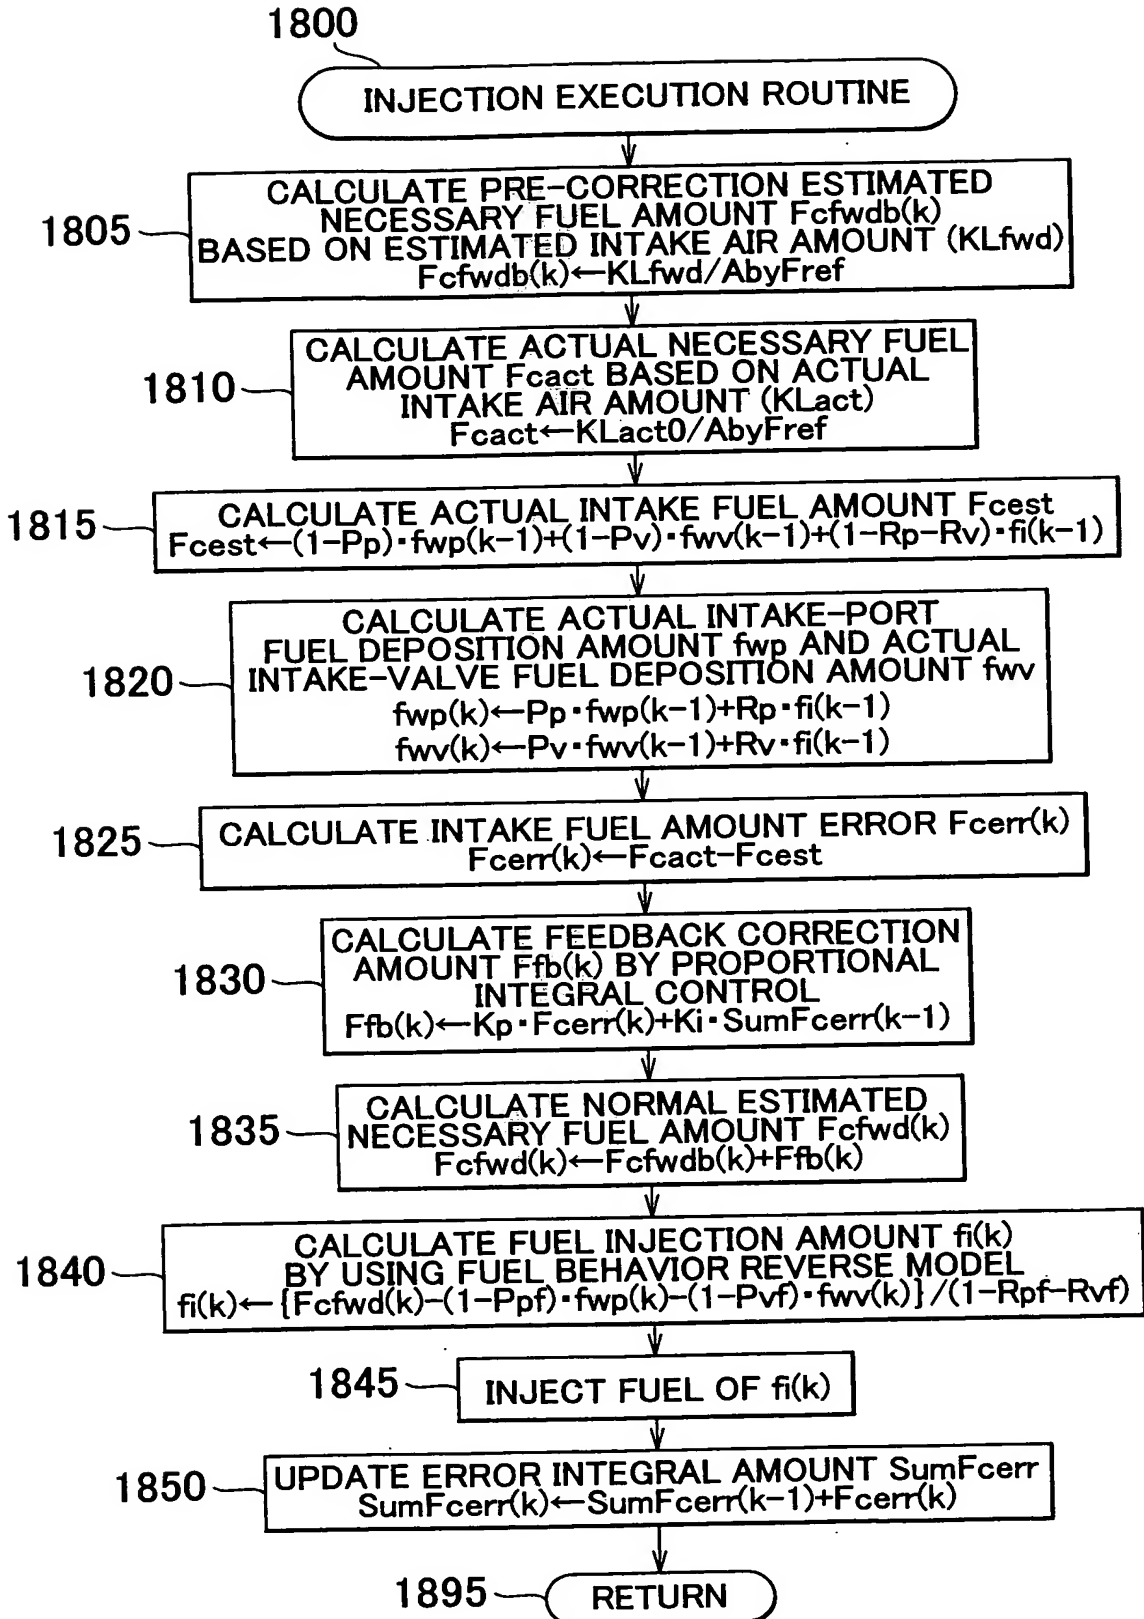 1800
INJECTION EXECUTION ROUTINE
1805
CALCULATE PRE-CORRECTION ESTIMATED
NECESSARY FUEL AMOUNT Fcfwdb(k)
BASED ON ESTIMATED INTAKE AIR AMOUNT (KLfwd)
Fcfwdb(k)←KLfwd/AbyFref
1810
CALCULATE ACTUAL NECESSARY FUEL
AMOUNT Fcact BASED ON ACTUAL
INTAKE AIR AMOUNT (KLact)
Fcact←KLact0/AbyFref
1815
CALCULATE ACTUAL INTAKE FUEL AMOUNT Fcest
Fcest←(1-Pp)・fwp(k-1)+(1-Pv)・fwv(k-1)+(1-Rp-Rv)・fi(k-1)
1820
CALCULATE ACTUAL INTAKE-PORT
FUEL DEPOSITION AMOUNT fwp AND ACTUAL
INTAKE-VALVE FUEL DEPOSITION AMOUNT fwv
fwp(k)←Pp・fwp(k-1)+Rp・fi(k-1)
fwv(k)←Pv・fwv(k-1)+Rv・fi(k-1)
1825
CALCULATE INTAKE FUEL AMOUNT ERROR Fcerr(k)
Fcerr(k)←Fcact-Fcest
1830
CALCULATE FEEDBACK CORRECTION
AMOUNT Ffb(k) BY PROPORTIONAL
INTEGRAL CONTROL
Ffb(k)←Kp・Fcerr(k)+Ki・SumFcerr(k-1)
1835
CALCULATE NORMAL ESTIMATED
NECESSARY FUEL AMOUNT Fcfwd(k)
Fcfwd(k)←Fcfwdb(k)+Ffb(k)
1840
CALCULATE FUEL INJECTION AMOUNT fi(k)
BY USING FUEL BEHAVIOR REVERSE MODEL
fi(k)←{Fcfwd(k)-(1-Ppf)・fwp(k)-(1-Pvf)・fwv(k)}/(1-Rpf-Rvf)
1845
INJECT FUEL OF fi(k)
1850
UPDATE ERROR INTEGRAL AMOUNT SumFcerr
SumFcerr(k)←SumFcerr(k-1)+Fcerr(k)
1895
RETURN